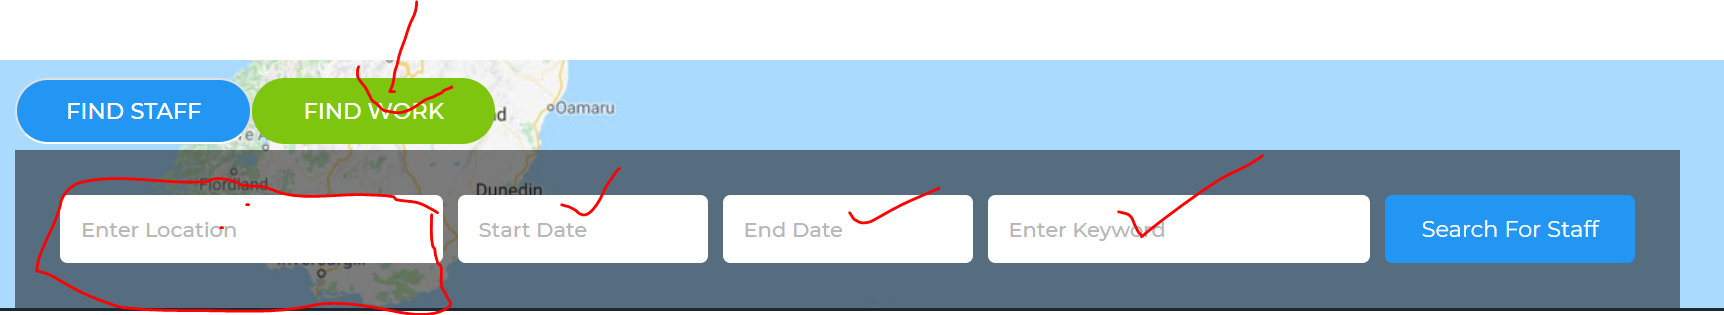 FIND STAFF
FIND WORK
Oamaru
Fiordland
Dunedin
Enter Location
Start Date
End Date
Enter Keyword
Search For Staff